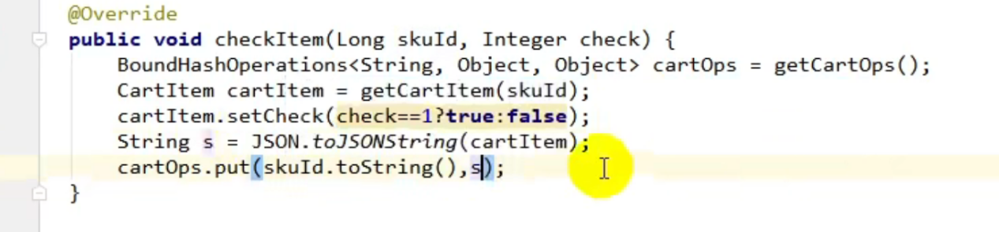 @Override
public void checkItem(Long skuId, Integer check) {
BoundHashOperations<String, Object, Object> cartOps = getCartOps();
CartItem cartItem = getCartItem(skuId);
cartItem.setCheck(check==1?true:false);
String s = JSON.toJSONString(cartItem);
cartOps.put(skuId.toString(),s);
}